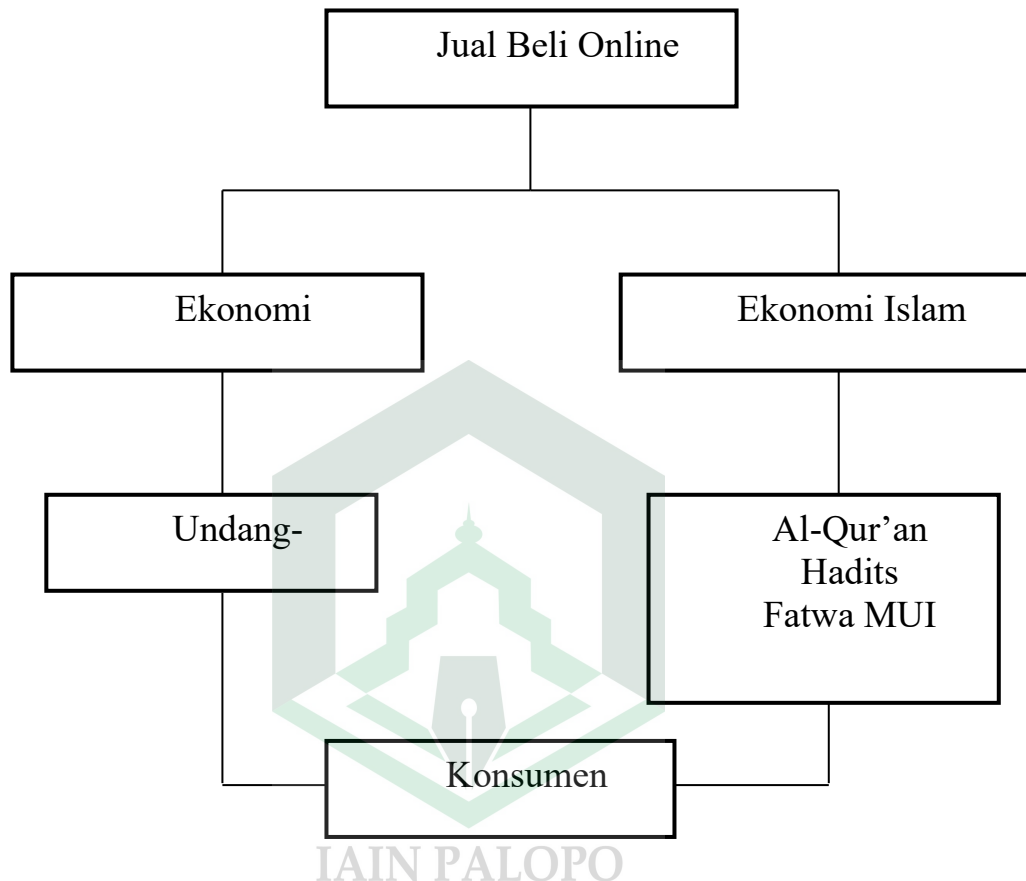 Jual Beli Online
Ekonomi
Ekonomi Islam
Undang-
Al-Qur’an
Hadits
Fatwa MUI
Konsumen
IAIN PALOPO